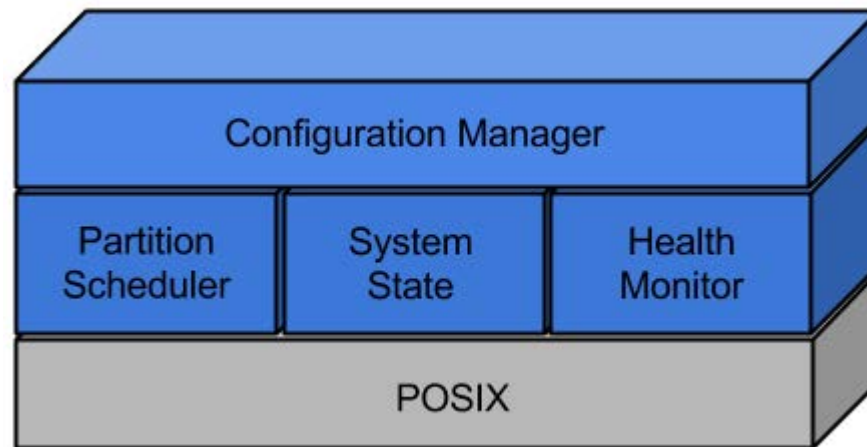 Configuration Manager
Partition
Scheduler
System
State
Health
Monitor
POSIX